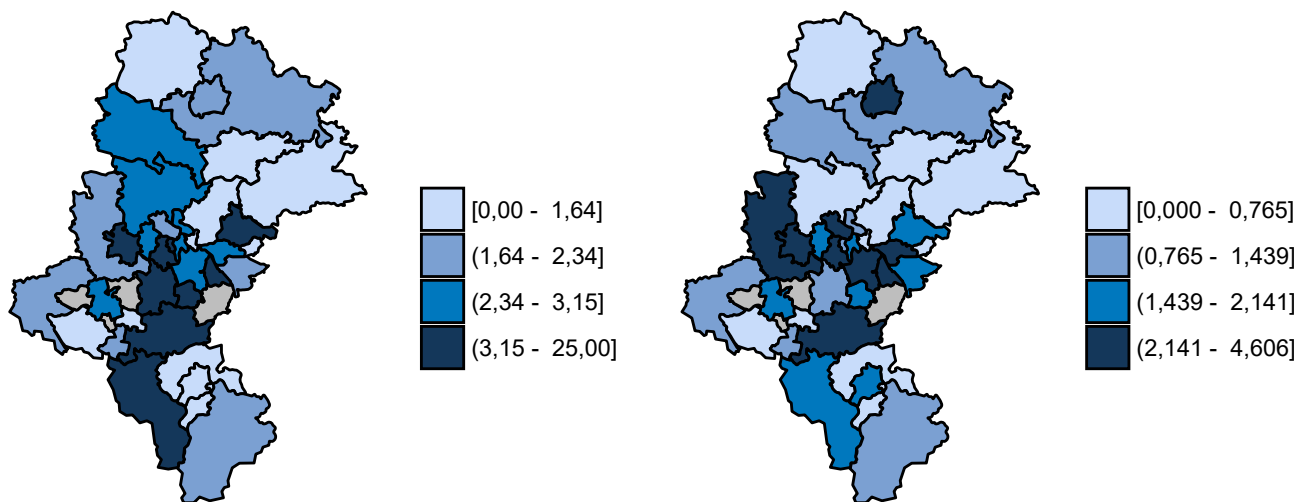 [0,00 - 1,64]
(1,64 - 2,34]
(2,34 - 3,15]
(3,15 - 25,00]
[0,000 - 0,765]
(0,765 - 1,439]
(1,439 - 2,141]
(2,141 - 4,606]